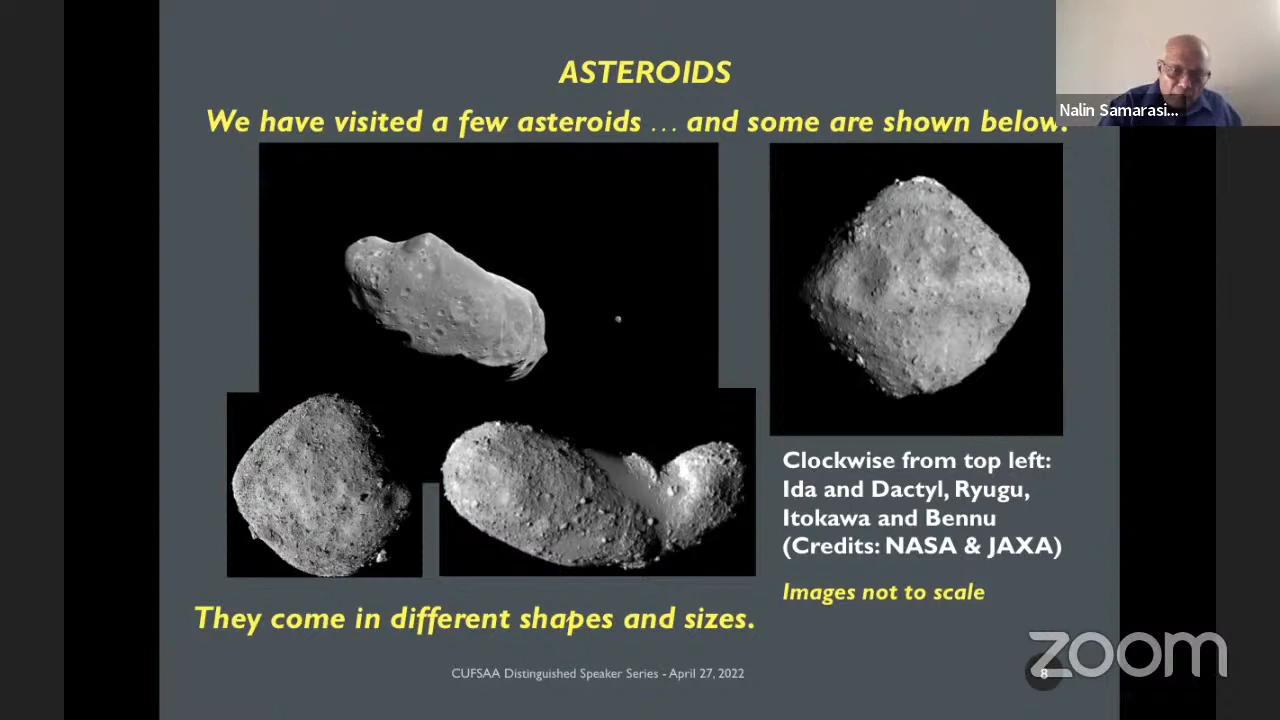 ASTEROIDS
We have visited a few asteroids … and some are shown below.
Nalin Samarasi...
Clockwise from top left:
Ida and Dactyl, Ryugu,
Itokawa and Bennu
(Credits: NASA & JAXA)
Images not to scale
They come in different shapes and sizes.
CUFSAA Distinguished Speaker Series - April 27, 2022
8
zoom